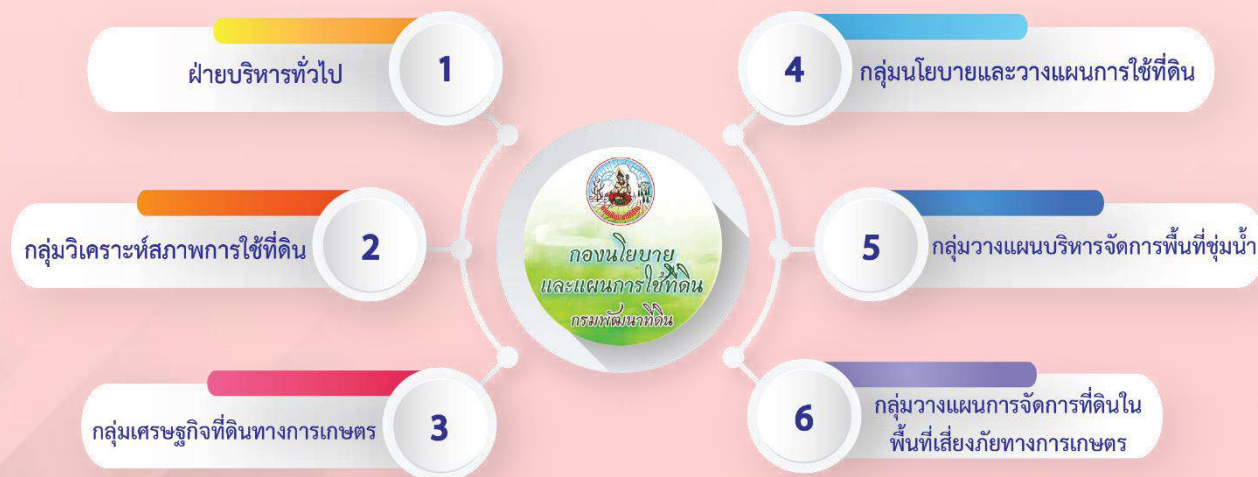 ฝ่ายบริหารทั่วไป
1
กลุ่มวิเคราะห์สภาพการใช้ที่ดิน
2
กลุ่มเศรษฐกิจที่ดินทางการเกษตร
3
กองนโยบาย
และแผนการใช้ที่ดิน
กรมพัฒนาที่ดิน
4
กลุ่มนโยบายและวางแผนการใช้ที่ดิน
5
กลุ่มวางแผนบริหารจัดการพื้นที่ชุ่มน้ำ
6
กลุ่มวางแผนการจัดการที่ดินใน
พื้นที่เสี่ยงภัยทางการเกษตร